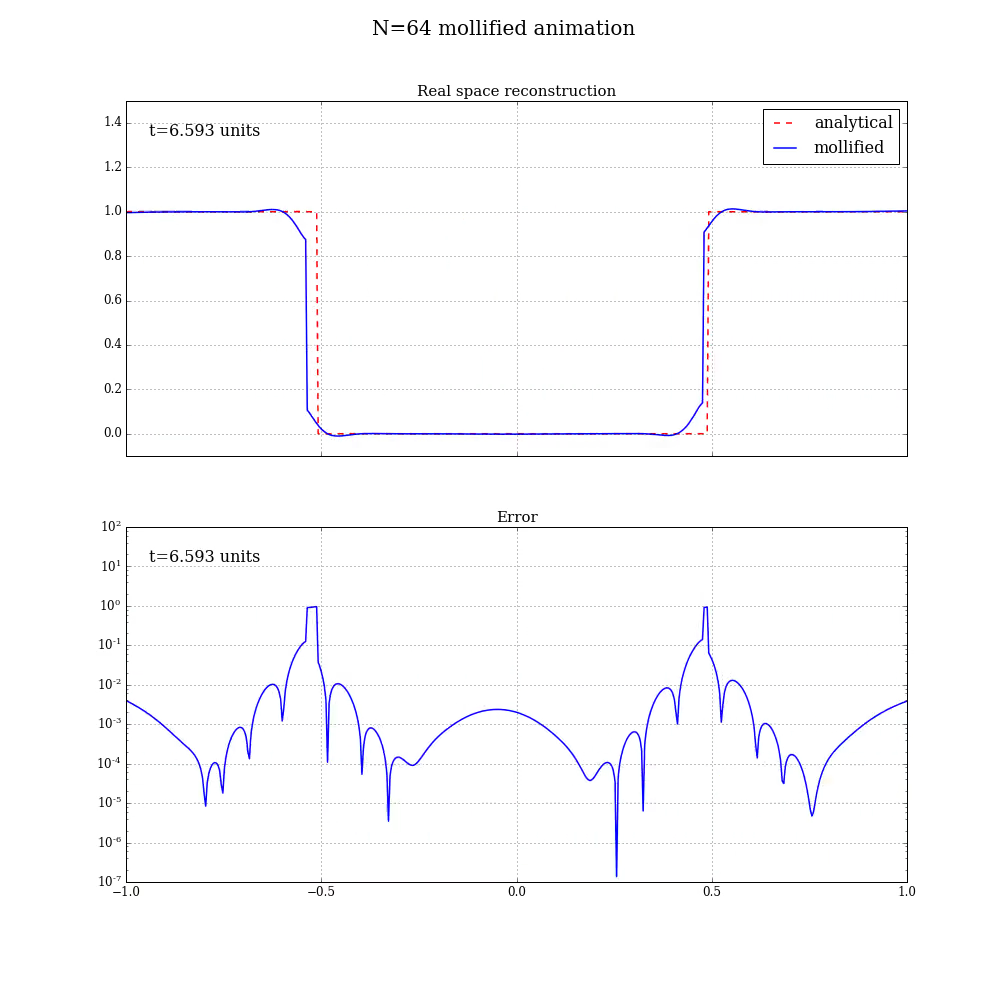 N=64 mollified animation
Real space reconstruction
t=6.593 units
analytical
mollified
1.4
1.2
1.0
0.8
0.6
0.4
0.2
0.0
Error
t=6.593 units
10²
10¹
10⁰
10⁻¹
10⁻²
10⁻³
10⁻⁴
10⁻⁵
10⁻⁶
10⁻⁷
−1.0 −0.5 0.0 0.5 1.0